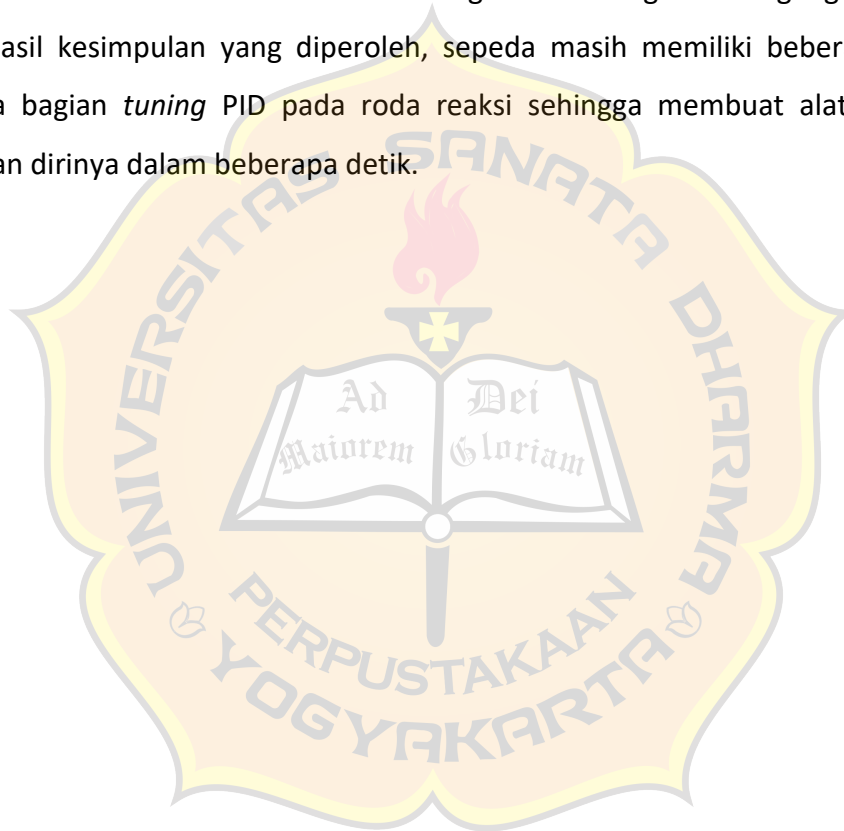 asil kesimpulan yang diperoleh, sepeda masih memiliki beber
a bagian tuning PID pada roda reaksi sehingga membuat alat
an dirinya dalam beberapa detik.
UNIVERSITAS SANATA DHARMA
Ad Dei
Maiorem Gloriam
PERPUSTAKAAN
YOGYAKARTA